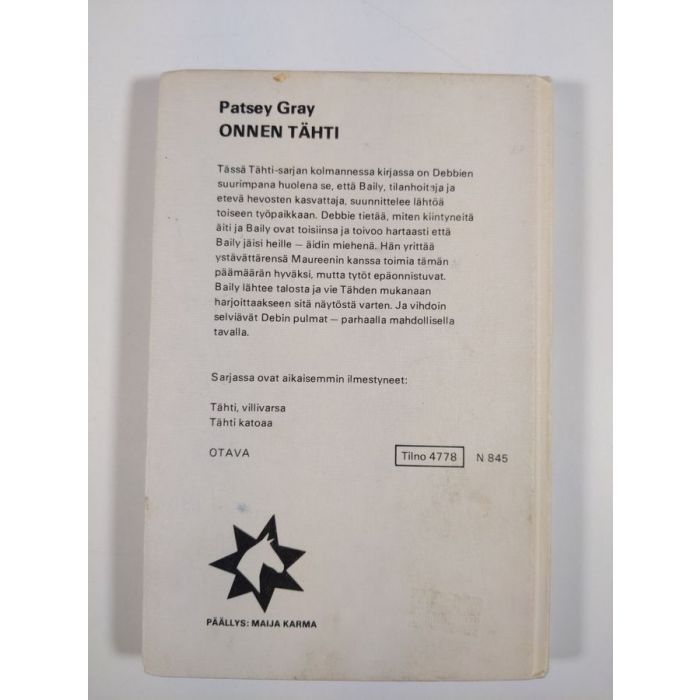 Patsey Gray
ONNEN TÄHTI
Tässä Tähti-sarjan kolmannessa kirjassa on Debbien
suurimpana huolena se, että Baily, tilanhoitaja ja
etevä hevosten kasvattaja, suunnittelee lähtöä
toiseen työpaikkaan. Debbie tietää, miten kiintyneitä
äiti ja Baily ovat toisiinsa ja toivoo hartaasti että
Baily jäisi heille – äidin miehenä. Hän yrittää
ystävättärensä Maureenin kanssa toimia tämän
päämäärän hyväksi, mutta tytöt epäonnistuvat.
Baily lähtee talosta ja vie Tähden mukanaan
harjoittaakseen sitä näytöstä varten. Ja vihdoin
selviävät Debin pulmat – parhaalla mahdollisella
tavalla.
Sarjassa ovat aikaisemmin ilmestyneet:
Tähti, villivarsa
Tähti katoaa
OTAVA Tilno 4778 N 845
PÄÄLLYS: MAIJA KARMA